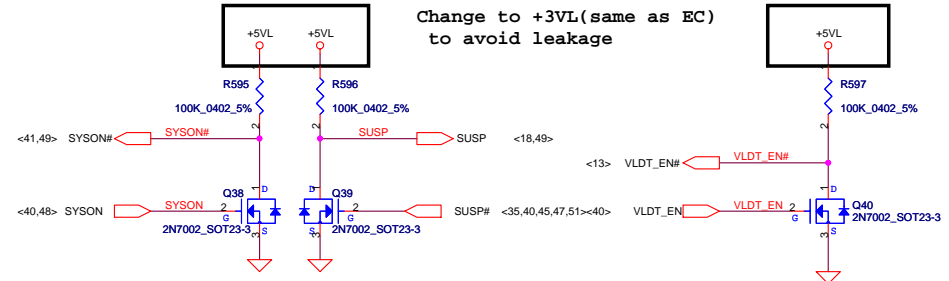 Change to +3VL(same as EC)
to avoid leakage
+5VL
+5VL
+5VL
1
1
1
R595
R596
R597
100K_0402_5%
100K_0402_5%
100K_0402_5%
2
2
2
<41,49> SYSON# SYSON#
SUSP SUSP <18,49>
<13> VLDT_EN# VLDT_EN#
Q38
Q39
Q40
1 D
D 1
1 D
<40,48> SYSON SYSON 2 G
2 G SUSP# <35,40,45,47,51>
<40> VLDT_EN VLDT_EN 2 G
2N7002_SOT23-3
2N7002_SOT23-3
2N7002_SOT23-3
3 S
3 S
3 S